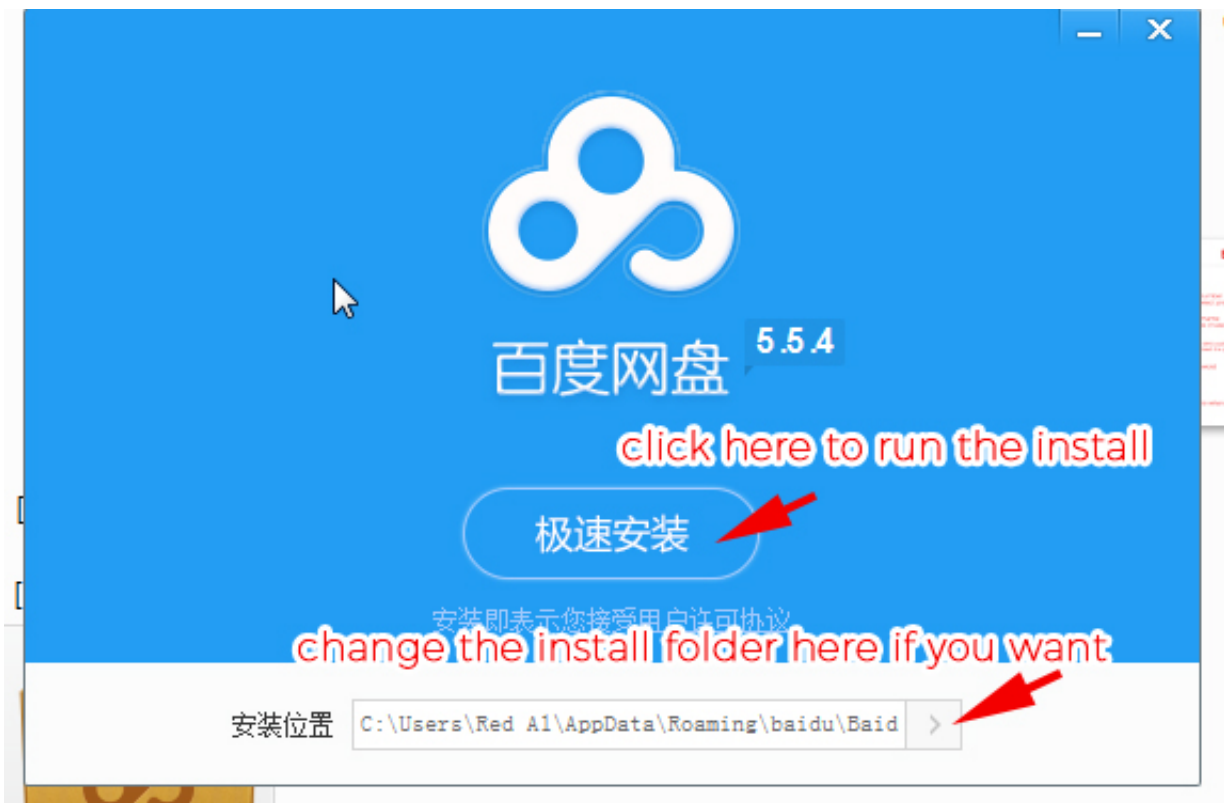 百度网盘
5.5.4
click here to run the install
极速安装
安装即表示您接受用户许可协议
change the install folder here if you want
安装位置
C:\Users\Red Al\AppData\Roaming\baidu\Baid